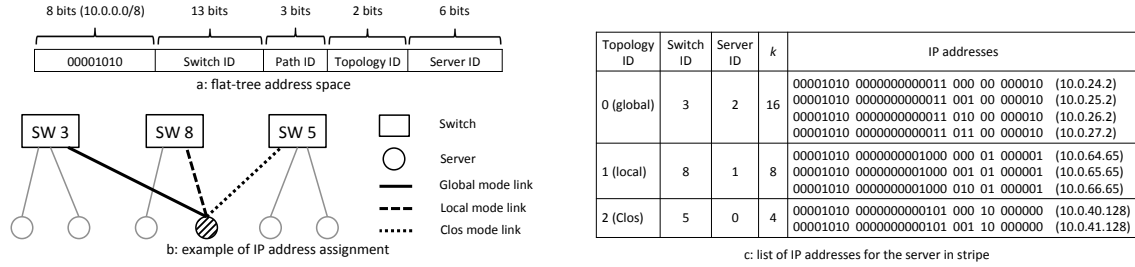 8 bits (10.0.0.0/8) 13 bits 3 bits 2 bits 6 bits
00001010 Switch ID Path ID Topology ID Server ID
a: flat-tree address space
SW 3 SW 8 SW 5
Switch
Server
Global mode link
Local mode link
Clos mode link
b: example of IP address assignment
Topology ID Switch ID Server ID k IP addresses
0 (global) 3 2 16
00001010 0000000000011 000 00 000010 (10.0.24.2)
00001010 0000000000011 001 00 000010 (10.0.25.2)
00001010 0000000000011 010 00 000010 (10.0.26.2)
00001010 0000000000011 011 00 000010 (10.0.27.2)
1 (local) 8 1 8
00001010 0000000001000 000 01 000001 (10.0.64.65)
00001010 0000000001000 001 01 000001 (10.0.65.65)
00001010 0000000001000 010 01 000001 (10.0.66.65)
2 (Clos) 5 0 4
00001010 0000000000101 000 10 000000 (10.0.40.128)
00001010 0000000000101 001 10 000000 (10.0.41.128)
c: list of IP addresses for the server in stripe